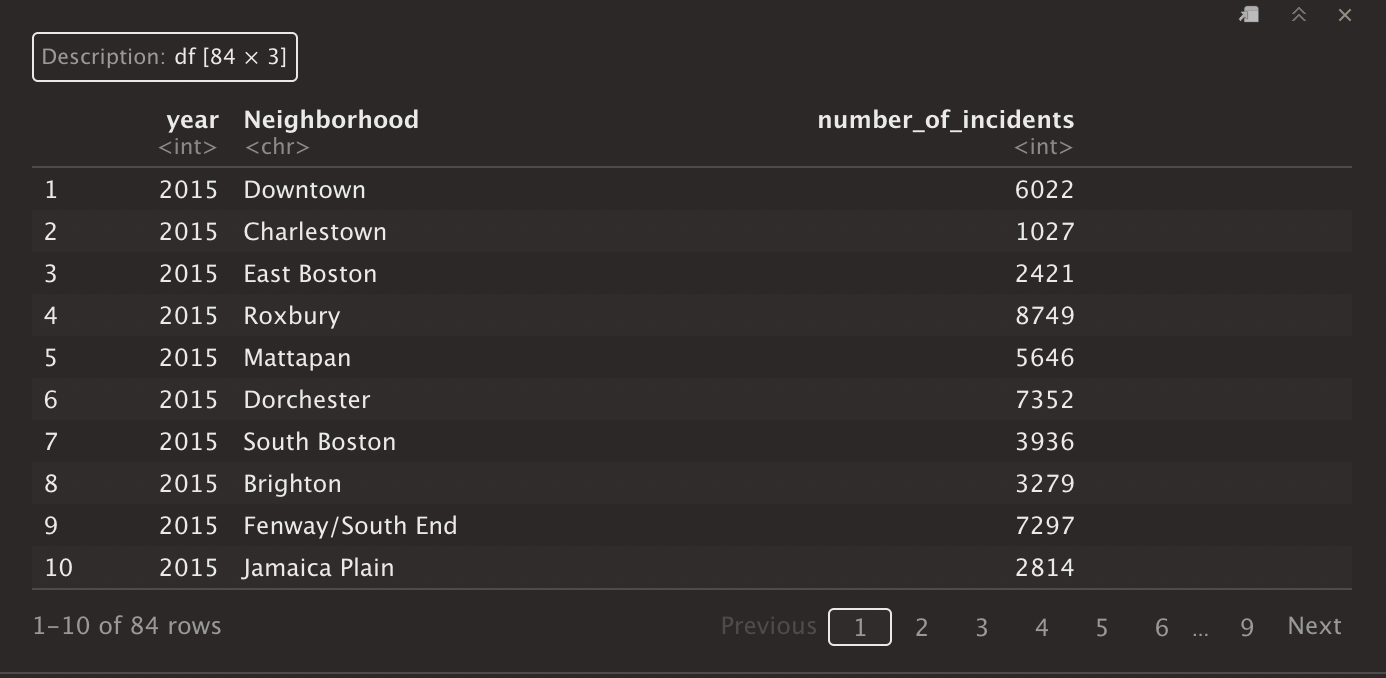 Description: df [84 × 3]
year Neighborhood number_of_incidents
<int> <chr> <int>
1 2015 Downtown 6022
2 2015 Charlestown 1027
3 2015 East Boston 2421
4 2015 Roxbury 8749
5 2015 Mattapan 5646
6 2015 Dorchester 7352
7 2015 South Boston 3936
8 2015 Brighton 3279
9 2015 Fenway/South End 7297
10 2015 Jamaica Plain 2814
1–10 of 84 rows Previous 1 2 3 4 5 6 ... 9 Next